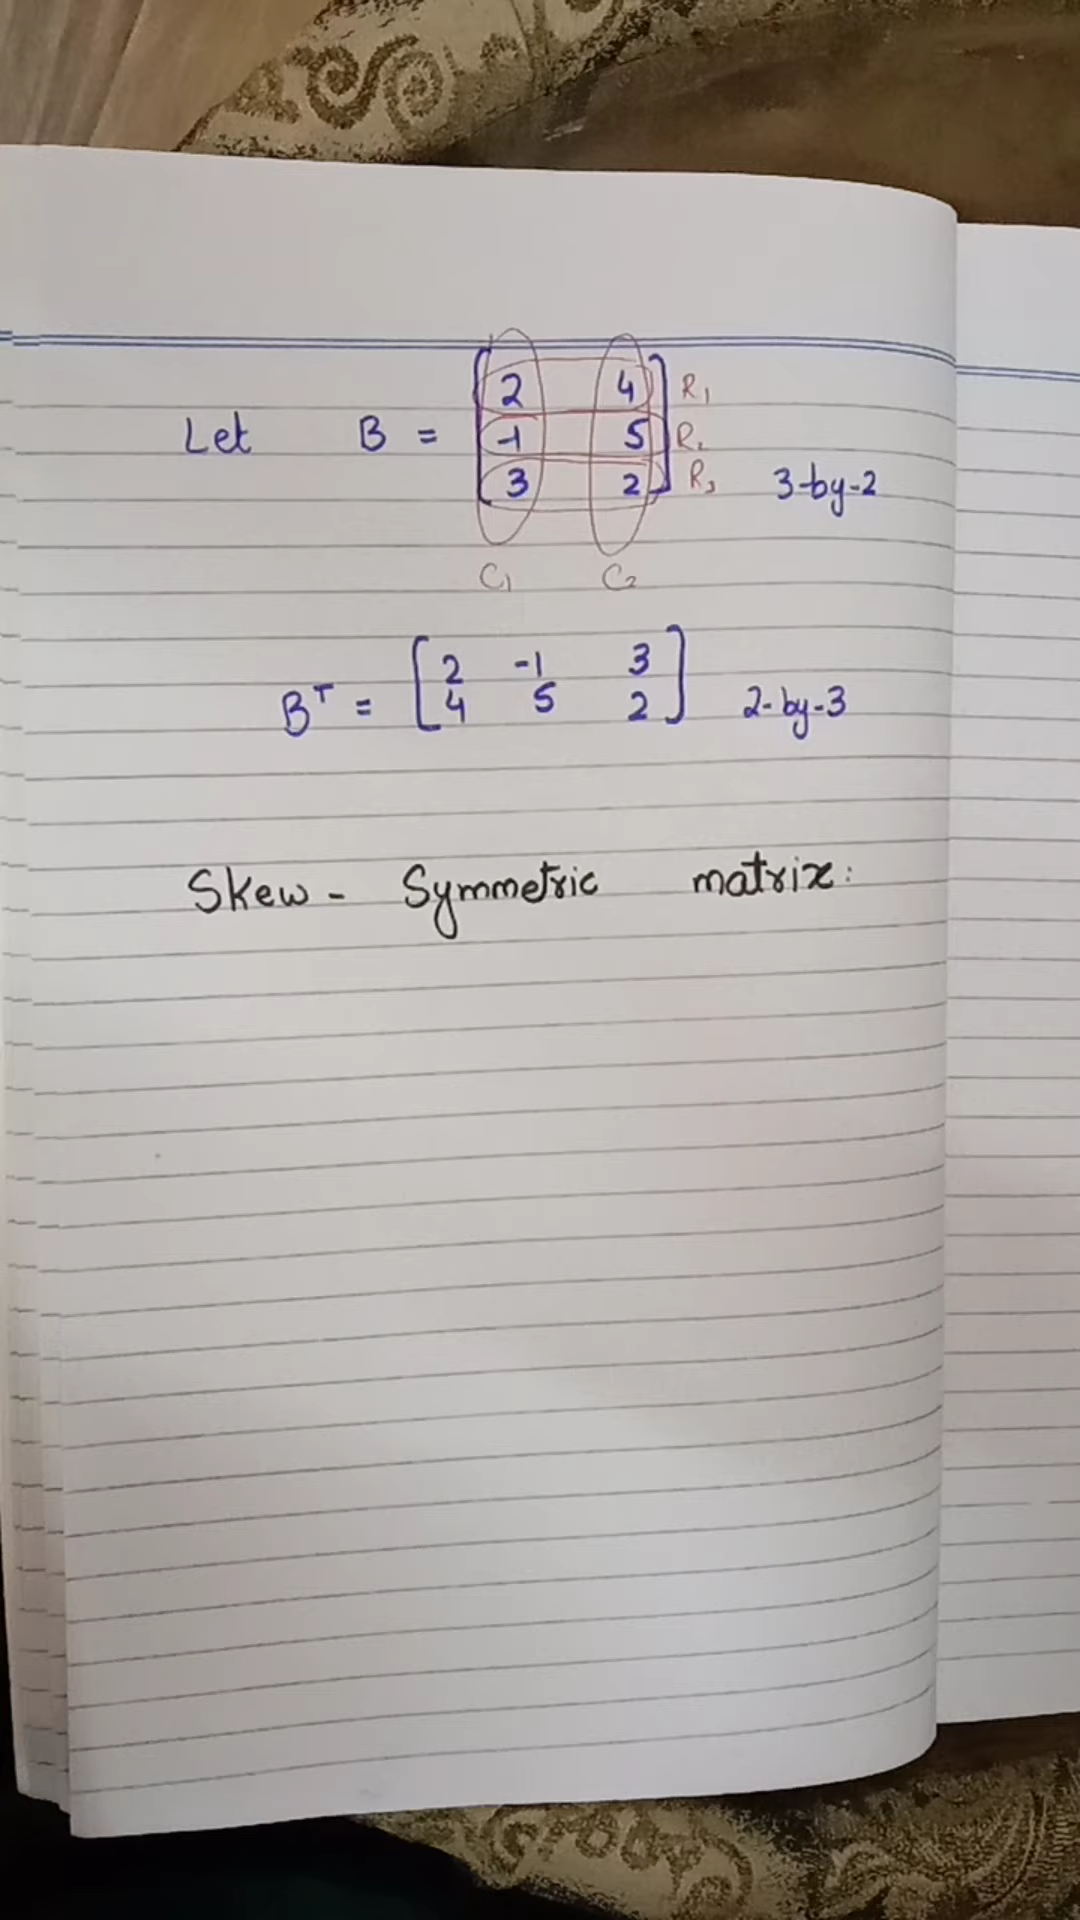 2 4 R1
Let B = -1 5 R2
3 2 R3 3-by-2
C1 C2
2 -1 3
Bᵀ = 4 5 2 2-by-3
Skew - Symmetric matrix: